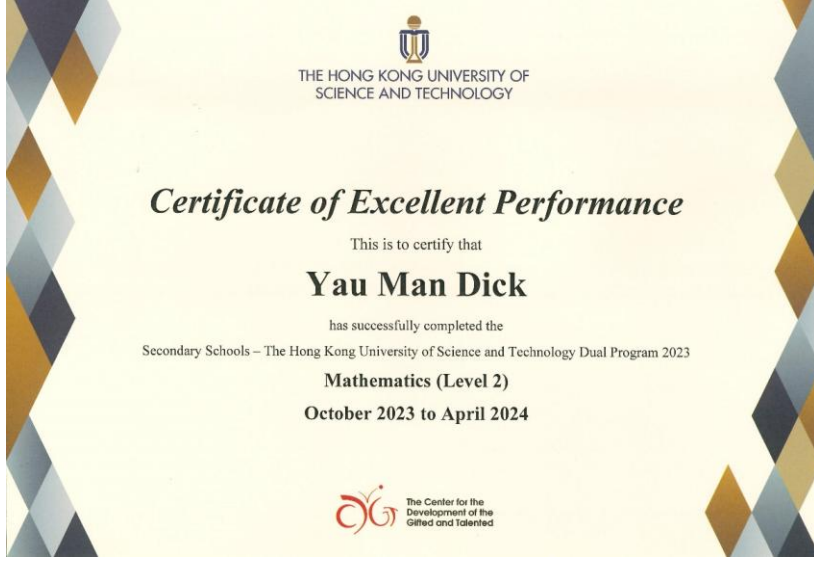 THE HONG KONG UNIVERSITY OF
SCIENCE AND TECHNOLOGY
Certificate of Excellent Performance
This is to certify that
Yau Man Dick
has successfully completed the
Secondary Schools – The Hong Kong University of Science and Technology Dual Program 2023
Mathematics (Level 2)
October 2023 to April 2024
The Center for the
Development of the
Gifted and Talented